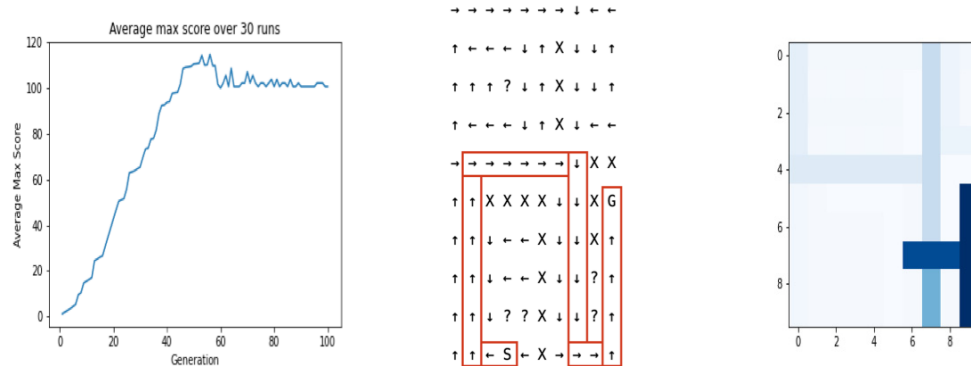 Average max score over 30 runs
Average Max Score
120
100
80
60
40
20
0
0 20 40 60 80 100
Generation
→ → → → → → → ↓ ← ←
↑ ← ← ← ↓ ↑ X ↓ ↓ ↑
↑ ↑ ↑ ? ↓ ↑ X ↓ ↓ ↑
↑ ← ← ← ↓ ↑ X ↓ ← ←
→ → → → → → → ↓ X X
↑ ↑ X X X X ↓ ↓ X G
↑ ↑ ↓ ← ← X ↓ ↓ X ↑
↑ ↑ ↓ ← ← X ↓ ↓ ? ↑
↑ ↑ ↓ ? ? X ↓ ↓ ? ↑
↑ ↑ ← S ← X → → → ↑
0
2
4
6
8
0 2 4 6 8